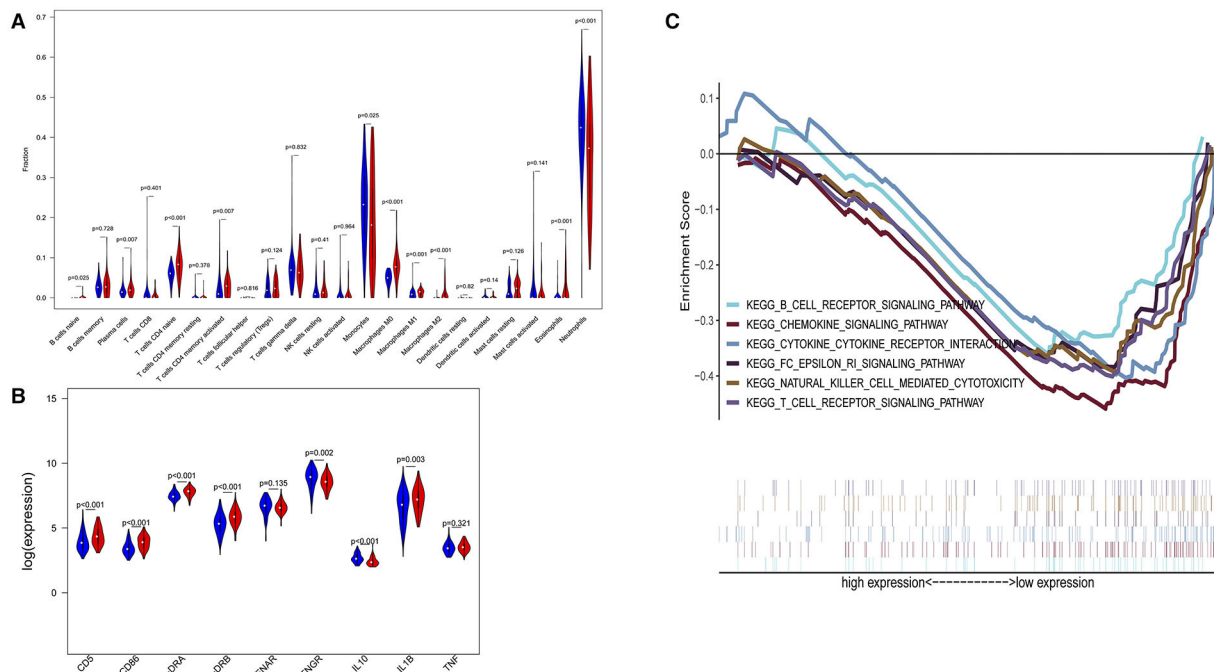 A
0.7
0.6
0.5
0.4
0.3
0.2
0.1
0.0
Fraction
p=0.025
p=0.728
p=0.007
p=0.401
p<0.001
p=0.378
p=0.007
p=0.816
p=0.124
p=0.832
p=0.41
p=0.964
p=0.025
p<0.001
p=0.001
p<0.001
p=0.62
p=0.14
p=0.126
p=0.141
p=0.001
p<0.001
B cells naive
B cells memory
Plasma cells
T cells CD8
T cells CD4 naive
T cells CD4 memory resting
T cells CD4 memory activated
T cells follicular helper
T cells regulatory (Tregs)
T cells gamma delta
NK cells resting
NK cells activated
Monocytes
Macrophages M0
Macrophages M1
Macrophages M2
Dendritic cells resting
Dendritic cells activated
Mast cells resting
Mast cells activated
Eosinophils
Neutrophils
B
15
10
5
0
log(expression)
p<0.001
p<0.001
p<0.001
p<0.001
p=0.135
p=0.002
p<0.001
p=0.003
p=0.321
CD5
CD86
DRA
DRB
ENAR
ENGR
IL10
IL1B
TNF
C
0.1
0.0
−0.1
−0.2
−0.3
−0.4
Enrichment Score
KEGG_B_CELL_RECEPTOR_SIGNALING_PATHWAY
KEGG_CHEMOKINE_SIGNALING_PATHWAY
KEGG_CYTOKINE_CYTOKINE_RECEPTOR_INTERACTION
KEGG_FC_EPSILON_RI_SIGNALING_PATHWAY
KEGG_NATURAL_KILLER_CELL_MEDIATED_CYTOTOXICITY
KEGG_T_CELL_RECEPTOR_SIGNALING_PATHWAY
high expression<------------>low expression